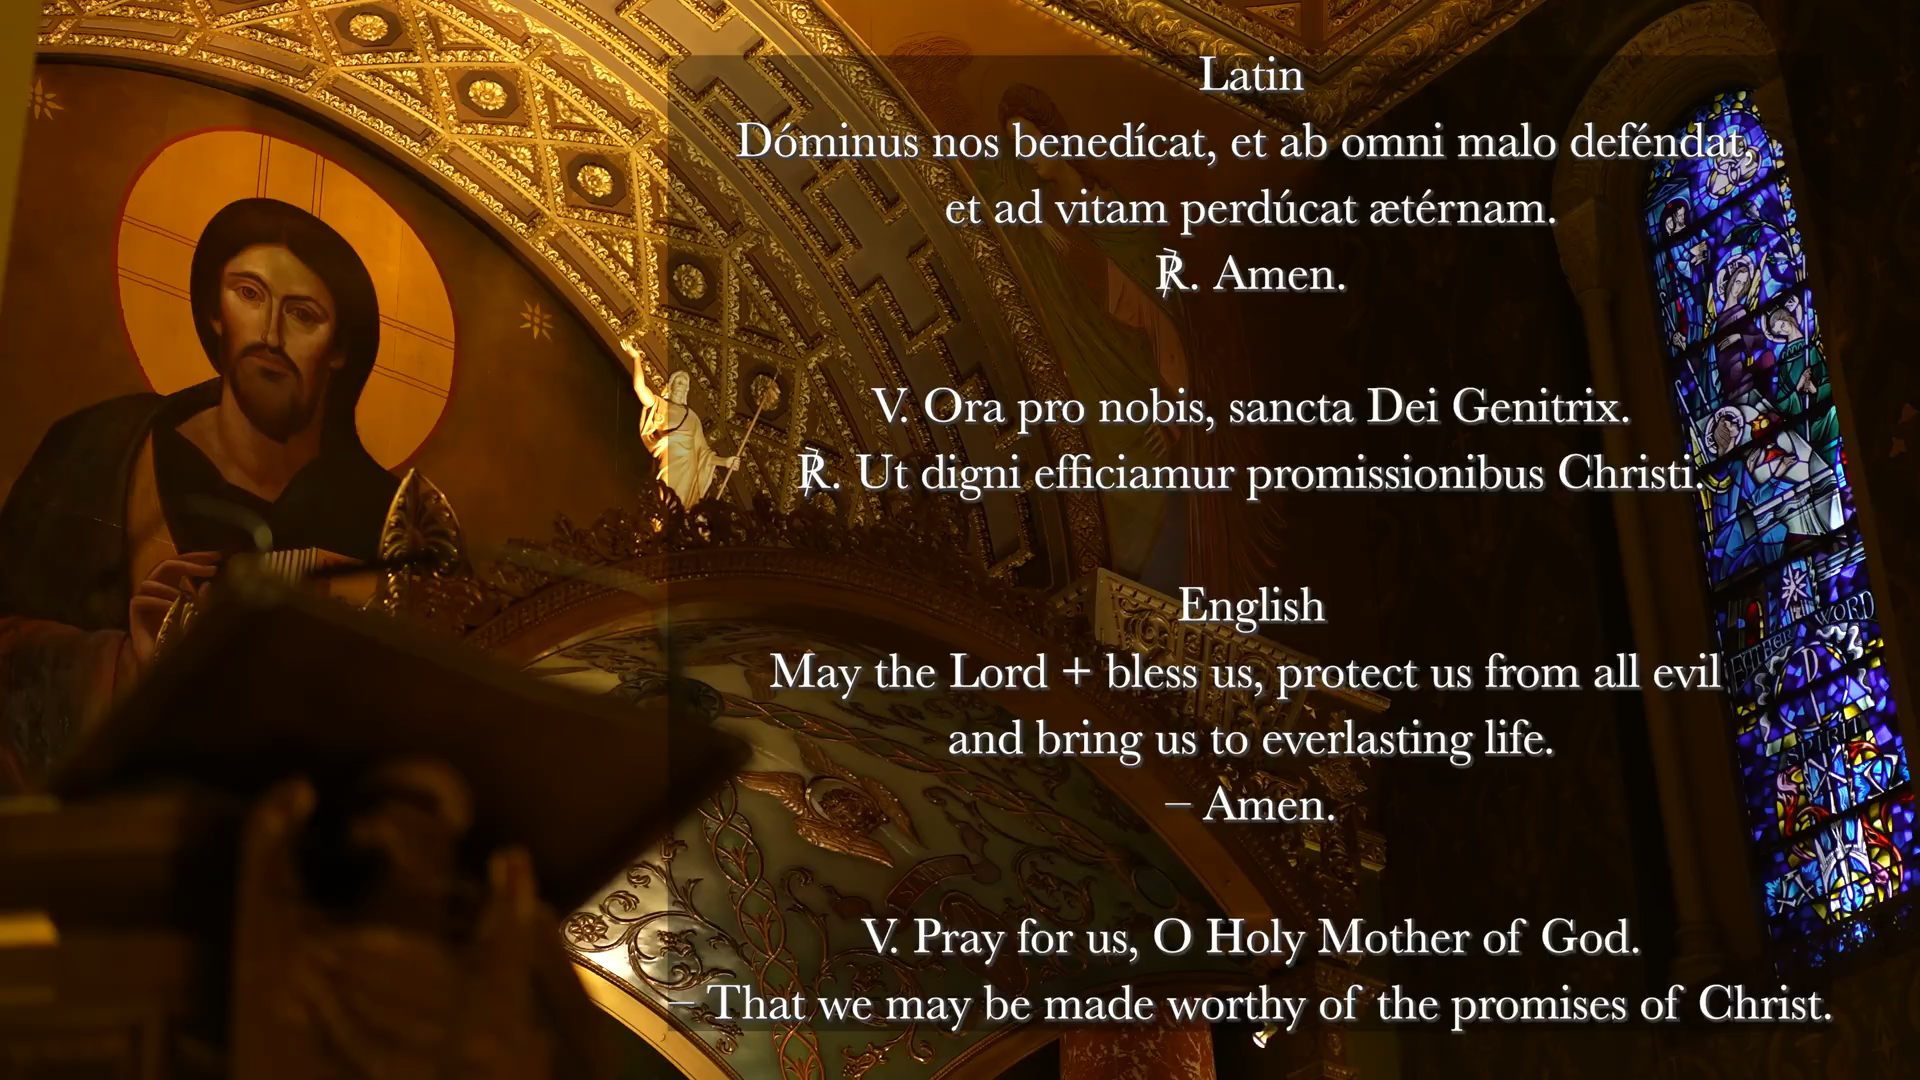 Latin
Dóminus nos benedícat, et ab omni malo deféndat,
et ad vitam perdúcat ætérnam.
℟. Amen.
V. Ora pro nobis, sancta Dei Genitrix.
℟. Ut digni efficiamur promissionibus Christi.
English
May the Lord + bless us, protect us from all evil
and bring us to everlasting life.
– Amen.
V. Pray for us, O Holy Mother of God.
– That we may be made worthy of the promises of Christ.
FATHER WORD
SPIRIT